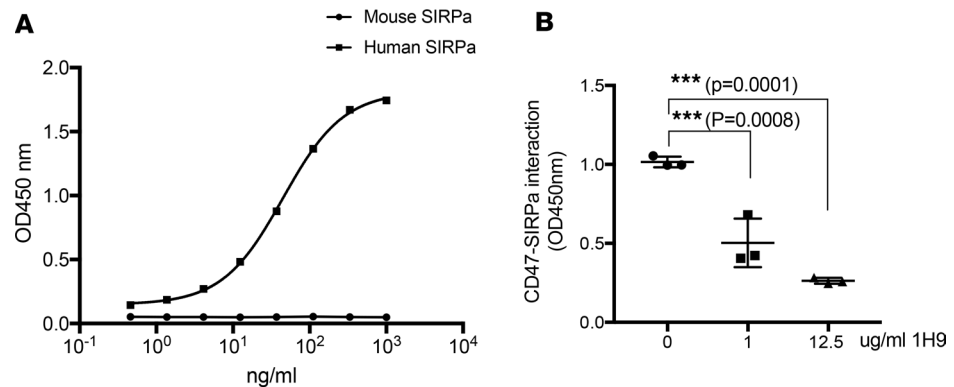 A
Mouse SIRPa
Human SIRPa
2.0
1.5
1.0
0.5
0.0
OD450 nm
10-1 100 101 102 103 104
ng/ml
B
1.5
1.0
0.5
0.0
CD47-SIRPa interaction
(OD450nm)
*** (p=0.0001)
*** (P=0.0008)
0 1 12.5 ug/ml 1H9